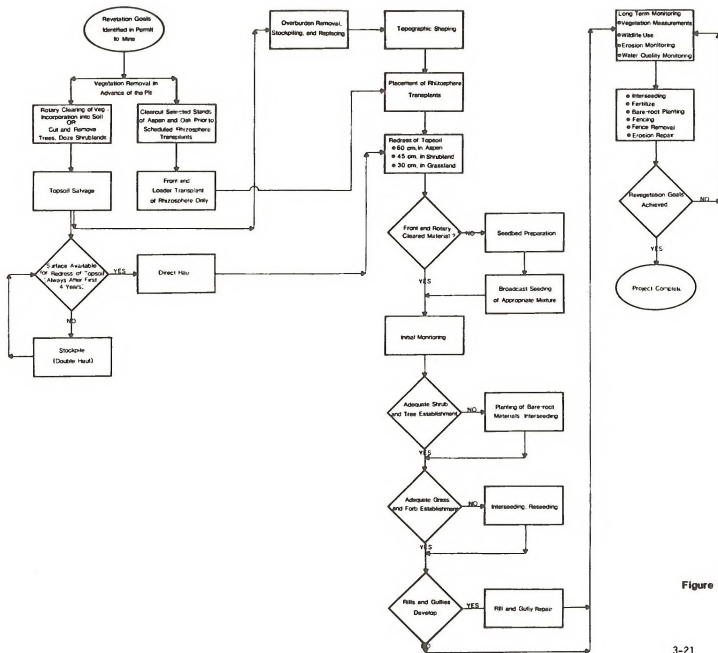 Revetation Goals
Identified in Permit
to Mine
Vegetation Removal In
Advance of the Pit
Rotary Clearing of Veg
Incorporation into Soil
OR
Cut and Remove
Trees, Doze Shrublands
Clearcut Selected Stands
of Aspen and Oak Prior to
Scheduled Rhizosphere
Transplants
Topsoil Salvage
Front end
Loader Transplant
of Rhizosphere Only
Surface Available
for Redress of Topsoil
Always After First
4 Years
YES
Direct Haul
NO
Stockpile
(Double Haul)
Overburden Removal,
Stockpiling, and Replacing
Topographic Shaping
Placement of Rhizosphere
Transplants
Redress of Topsoil
60 cm. in Aspen
45 cm. in Shrubland
30 cm. in Grassland
Front and Rotary
Cleared Material ?
NO
Seedbed Preparation
YES
Broadcast Seeding
of Appropriate Mixture
Initial Monitoring
Adequate Shrub
and Tree Establishment
NO
Planting of Bare-root
Materials Interseeding
YES
Adequate Grass
and Forb Establishment
NO
Interseeding, Reseeding
YES
Rills and Gullies
Develop
YES
Rill and Gully Repair
Long Term Monitoring
Vegetation Measurements
Wildlife Use
Erosion Monitoring
Water Quality Monitoring
Interseeding
Fertilize
Bare-root Planting
Fencing
Fence Removal
Erosion Repair
Revegetation Goals
Achieved
NO
YES
Project Complete
Figure
3-21